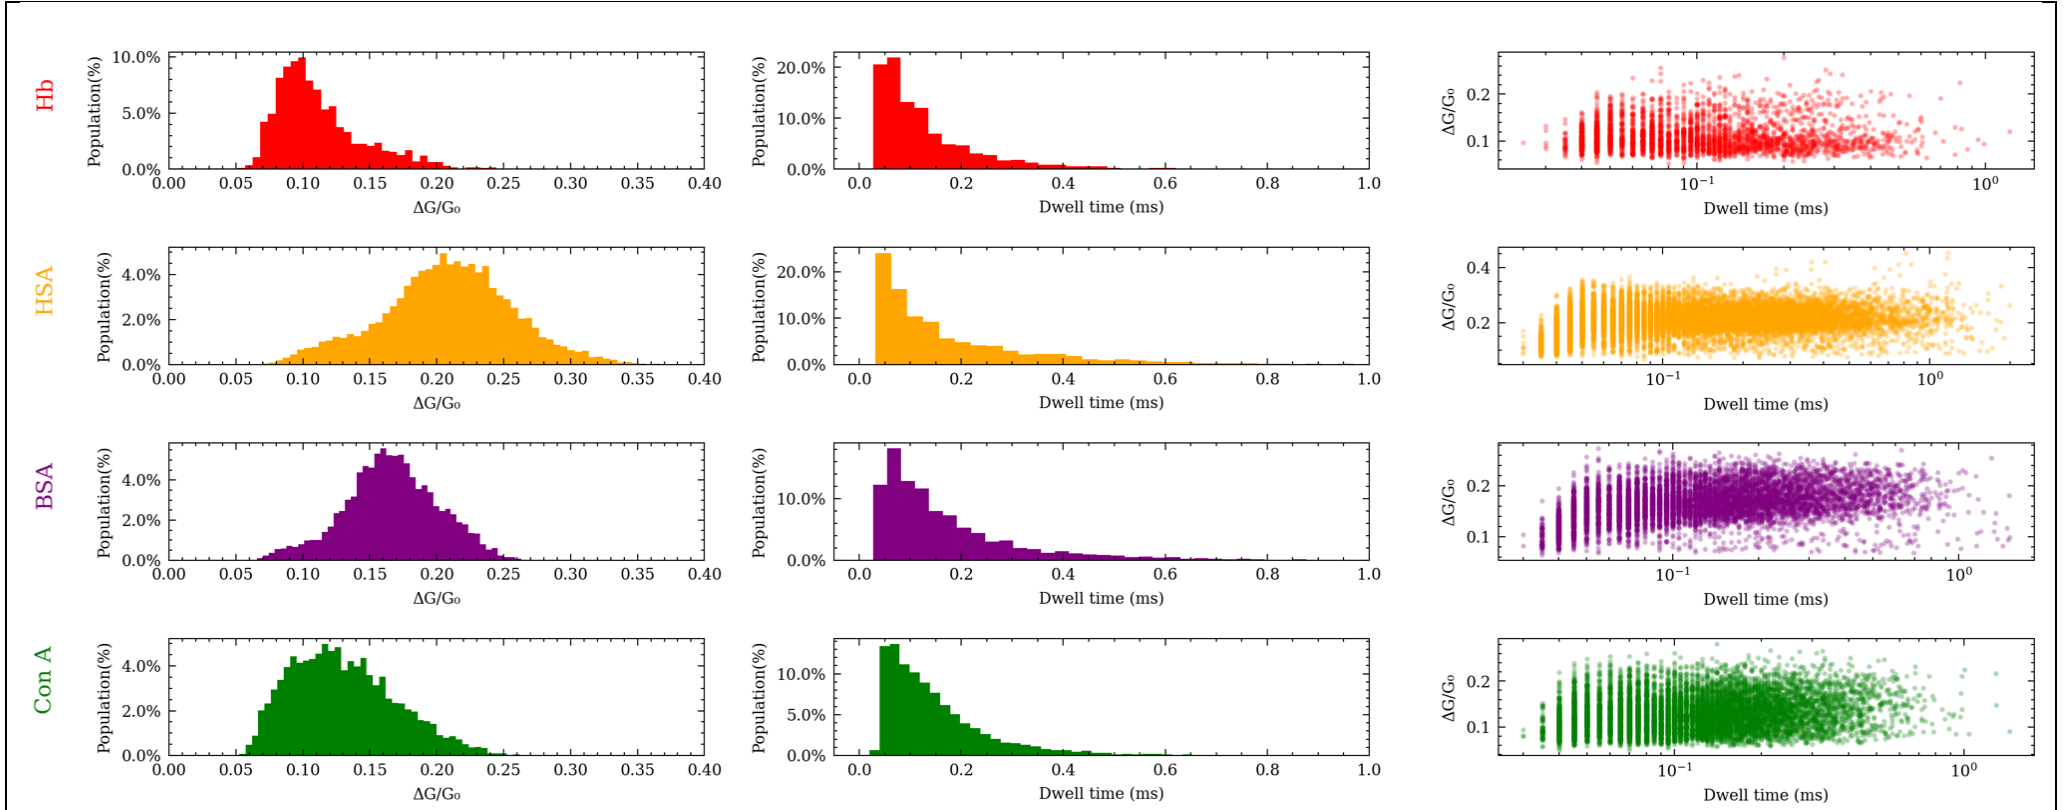 Hb
Population(%)
10.0%
5.0%
0.0%
0.00 0.05 0.10 0.15 0.20 0.25 0.30 0.35 0.40
ΔG/G₀
Population(%)
20.0%
10.0%
0.0%
0.0 0.2 0.4 0.6 0.8 1.0
Dwell time (ms)
ΔG/G₀
0.2
0.1
10⁻¹ 10⁰
Dwell time (ms)
HSA
Population(%)
4.0%
2.0%
0.0%
0.00 0.05 0.10 0.15 0.20 0.25 0.30 0.35 0.40
ΔG/G₀
Population(%)
20.0%
10.0%
0.0%
0.0 0.2 0.4 0.6 0.8 1.0
Dwell time (ms)
ΔG/G₀
0.4
0.2
10⁻¹ 10⁰
Dwell time (ms)
BSA
Population(%)
4.0%
2.0%
0.0%
0.00 0.05 0.10 0.15 0.20 0.25 0.30 0.35 0.40
ΔG/G₀
Population(%)
10.0%
0.0%
0.0 0.2 0.4 0.6 0.8 1.0
Dwell time (ms)
ΔG/G₀
0.2
0.1
10⁻¹ 10⁰
Dwell time (ms)
Con A
Population(%)
4.0%
2.0%
0.0%
0.00 0.05 0.10 0.15 0.20 0.25 0.30 0.35 0.40
ΔG/G₀
Population(%)
10.0%
5.0%
0.0%
0.0 0.2 0.4 0.6 0.8 1.0
Dwell time (ms)
ΔG/G₀
0.2
0.1
10⁻¹ 10⁰
Dwell time (ms)